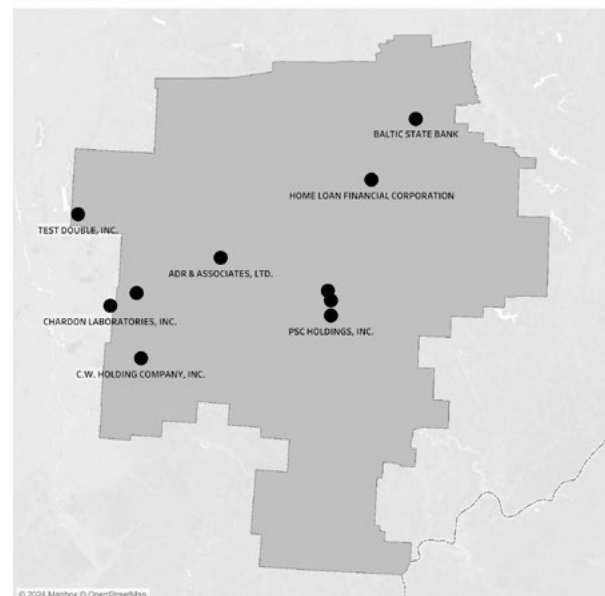 BALTIC STATE BANK
HOME LOAN FINANCIAL CORPORATION
TEST DOUBLE, INC.
ADR & ASSOCIATES, LTD.
CHARDON LABORATORIES, INC.
PSC HOLDINGS, INC.
C.W. HOLDING COMPANY, INC.
© 2024 Mapbox © OpenStreetMap